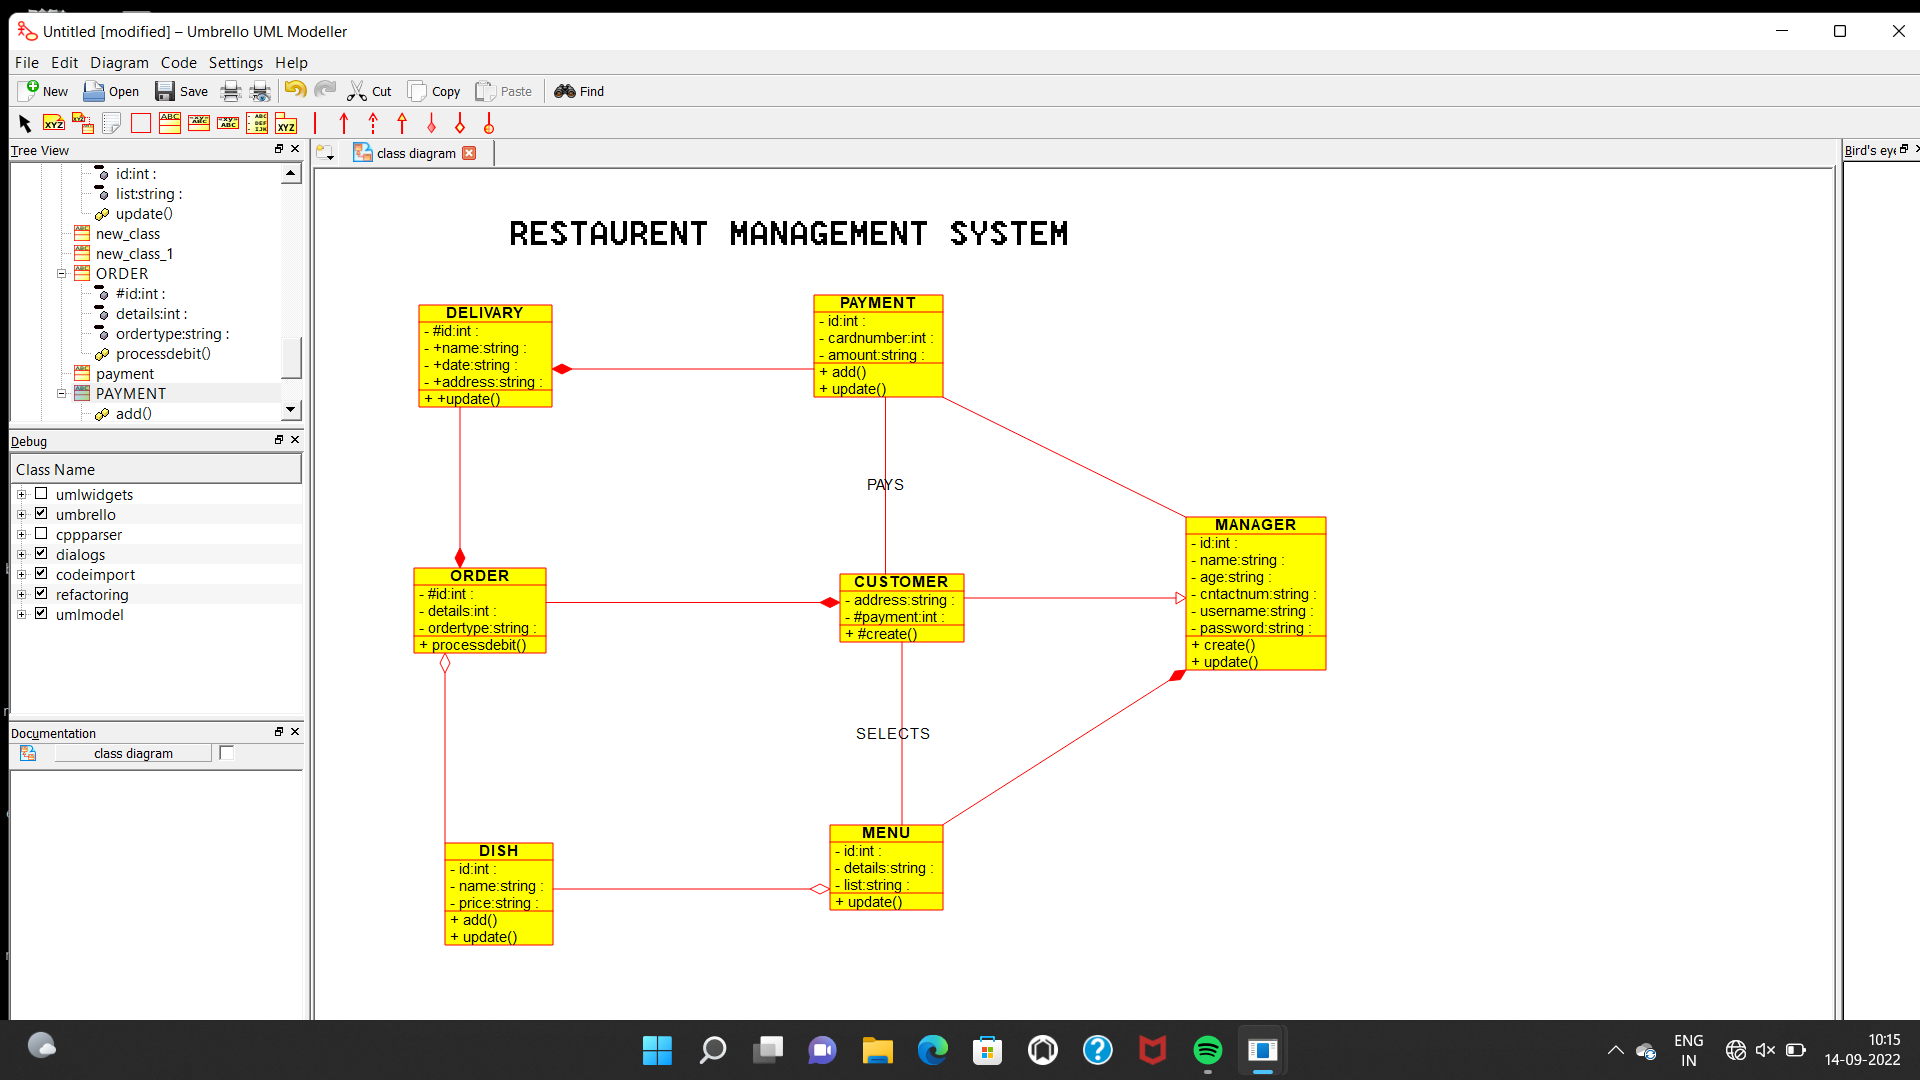 Untitled [modified] – Umbrello UML Modeller
File Edit Diagram Code Settings Help
New Open Save Cut Copy Paste Find
Tree View
id:int :
list:string :
update()
new_class
new_class_1
ORDER
#id:int :
details:int :
ordertype:string :
processdebit()
payment
PAYMENT
add()
Debug
Class Name
umlwidgets
umbrello
cppparser
dialogs
codeimport
refactoring
umlmodel
Documentation
class diagram
class diagram
Bird's eye
RESTAURENT MANAGEMENT SYSTEM
DELIVARY
- #id:int :
- +name:string :
- +date:string :
- +address:string :
+ +update()
PAYMENT
- id:int :
- cardnumber:int :
- amount:string :
+ add()
+ update()
PAYS
MANAGER
- id:int :
- name:string :
- age:string :
- cntactnum:string :
- username:string :
- password:string :
+ create()
+ update()
ORDER
- #id:int :
- details:int :
- ordertype:string :
+ processdebit()
CUSTOMER
- address:string :
- #payment:int :
+ #create()
SELECTS
DISH
- id:int :
- name:string :
- price:string :
+ add()
+ update()
MENU
- id:int :
- details:string :
- list:string :
+ update()
ENG
IN
10:15
14-09-2022